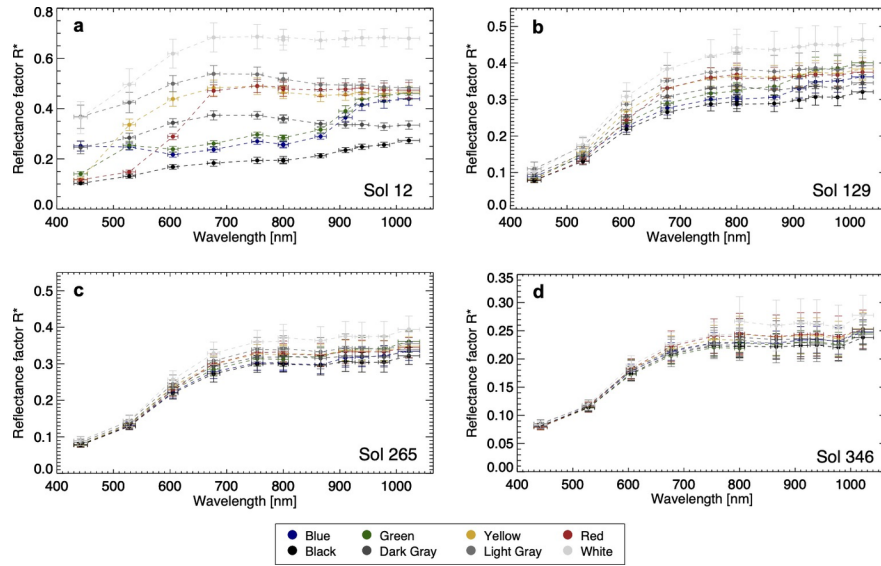 a
Sol 12
Reflectance factor R*
0.8
0.6
0.4
0.2
0.0
400 500 600 700 800 900 1000
Wavelength [nm]
b
Sol 129
Reflectance factor R*
0.5
0.4
0.3
0.2
0.1
0.0
400 500 600 700 800 900 1000
Wavelength [nm]
c
Sol 265
Reflectance factor R*
0.5
0.4
0.3
0.2
0.1
0.0
400 500 600 700 800 900 1000
Wavelength [nm]
d
Sol 346
Reflectance factor R*
0.35
0.30
0.25
0.20
0.15
0.10
0.05
0.00
400 500 600 700 800 900 1000
Wavelength [nm]
Blue Green Yellow Red
Black Dark Gray Light Gray White